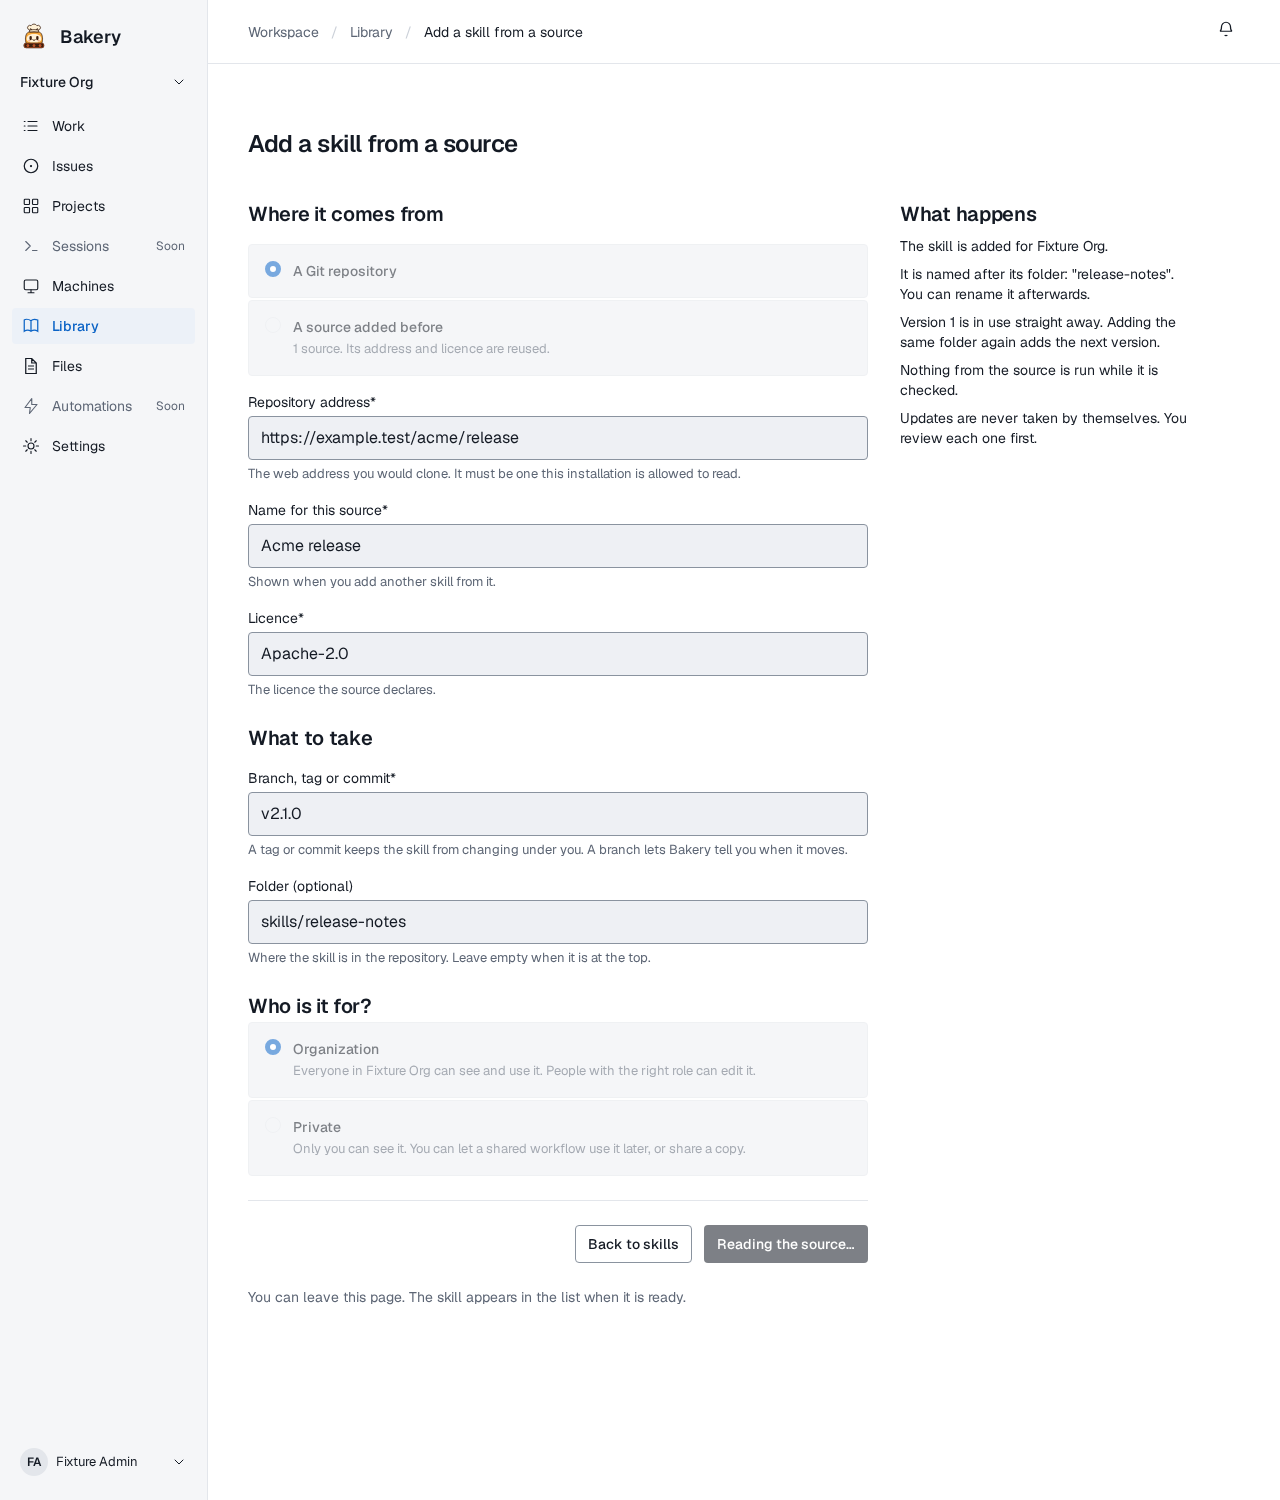 Bakery
Fixture Org
Work
Issues
Projects
Sessions Soon
Machines
Library
Files
Automations Soon
Settings
FA Fixture Admin
Workspace / Library / Add a skill from a source
Add a skill from a source
Where it comes from
A Git repository
A source added before
1 source. Its address and licence are reused.
Repository address*
https://example.test/acme/release
The web address you would clone. It must be one this installation is allowed to read.
Name for this source*
Acme release
Shown when you add another skill from it.
Licence*
Apache-2.0
The licence the source declares.
What to take
Branch, tag or commit*
v2.1.0
A tag or commit keeps the skill from changing under you. A branch lets Bakery tell you when it moves.
Folder (optional)
skills/release-notes
Where the skill is in the repository. Leave empty when it is at the top.
Who is it for?
Organization
Everyone in Fixture Org can see and use it. People with the right role can edit it.
Private
Only you can see it. You can let a shared workflow use it later, or share a copy.
Back to skills
Reading the source...
You can leave this page. The skill appears in the list when it is ready.
What happens
The skill is added for Fixture Org.
It is named after its folder: "release-notes".
You can rename it afterwards.
Version 1 is in use straight away. Adding the
same folder again adds the next version.
Nothing from the source is run while it is
checked.
Updates are never taken by themselves. You
review each one first.